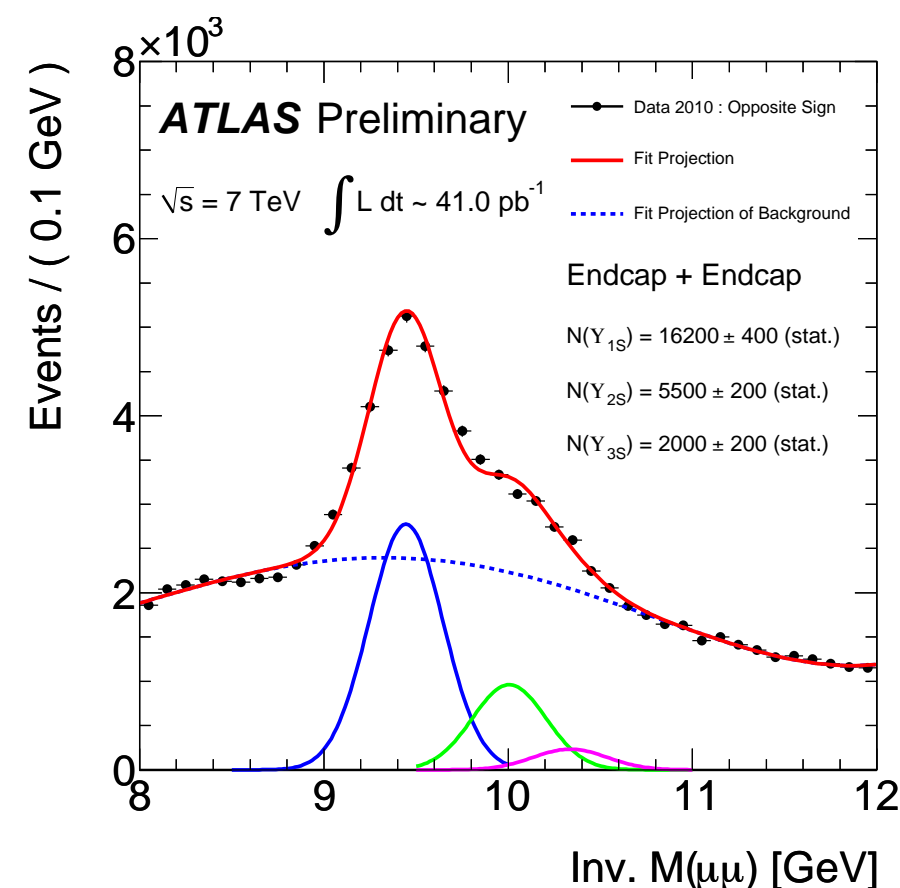 8×10³
Events / ( 0.1 GeV )
ATLAS Preliminary
√s = 7 TeV ∫ L dt ~ 41.0 pb⁻¹
Data 2010 : Opposite Sign
Fit Projection
Fit Projection of Background
Endcap + Endcap
N(Υ1S) = 16200 ± 400 (stat.)
N(Υ2S) = 5500 ± 200 (stat.)
N(Υ3S) = 2000 ± 200 (stat.)
6
4
2
0
8 9 10 11 12
Inv. M(μμ) [GeV]